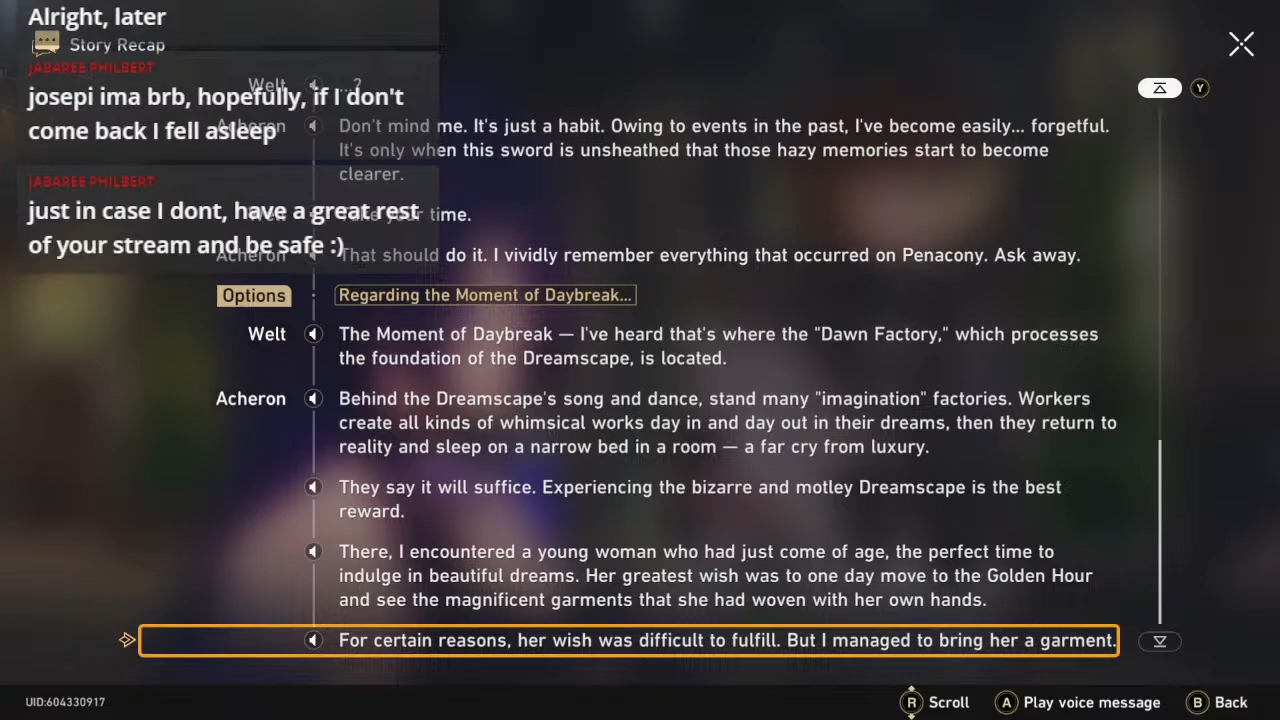 Alright, later
Story Recap
JABAREE PHILBERT
josepi ima brb, hopefully, if I don't
come back I fell asleep
JABAREE PHILBERT
just in case I dont, have a great rest
of your stream and be safe :)
Welt
...?
Acheron
Don't mind me. It's just a habit. Owing to events in the past, I've become easily... forgetful.
It's only when this sword is unsheathed that those hazy memories start to become
clearer.
Welt
Take your time.
Acheron
That should do it. I vividly remember everything that occurred on Penacony. Ask away.
Options
Regarding the Moment of Daybreak...
Welt
The Moment of Daybreak — I've heard that's where the "Dawn Factory," which processes
the foundation of the Dreamscape, is located.
Acheron
Behind the Dreamscape's song and dance, stand many "imagination" factories. Workers
create all kinds of whimsical works day in and day out in their dreams, then they return to
reality and sleep on a narrow bed in a room — a far cry from luxury.
They say it will suffice. Experiencing the bizarre and motley Dreamscape is the best
reward.
There, I encountered a young woman who had just come of age, the perfect time to
indulge in beautiful dreams. Her greatest wish was to one day move to the Golden Hour
and see the magnificent garments that she had woven with her own hands.
For certain reasons, her wish was difficult to fulfill. But I managed to bring her a garment.
Y
UID:604330917
R Scroll
A Play voice message
B Back